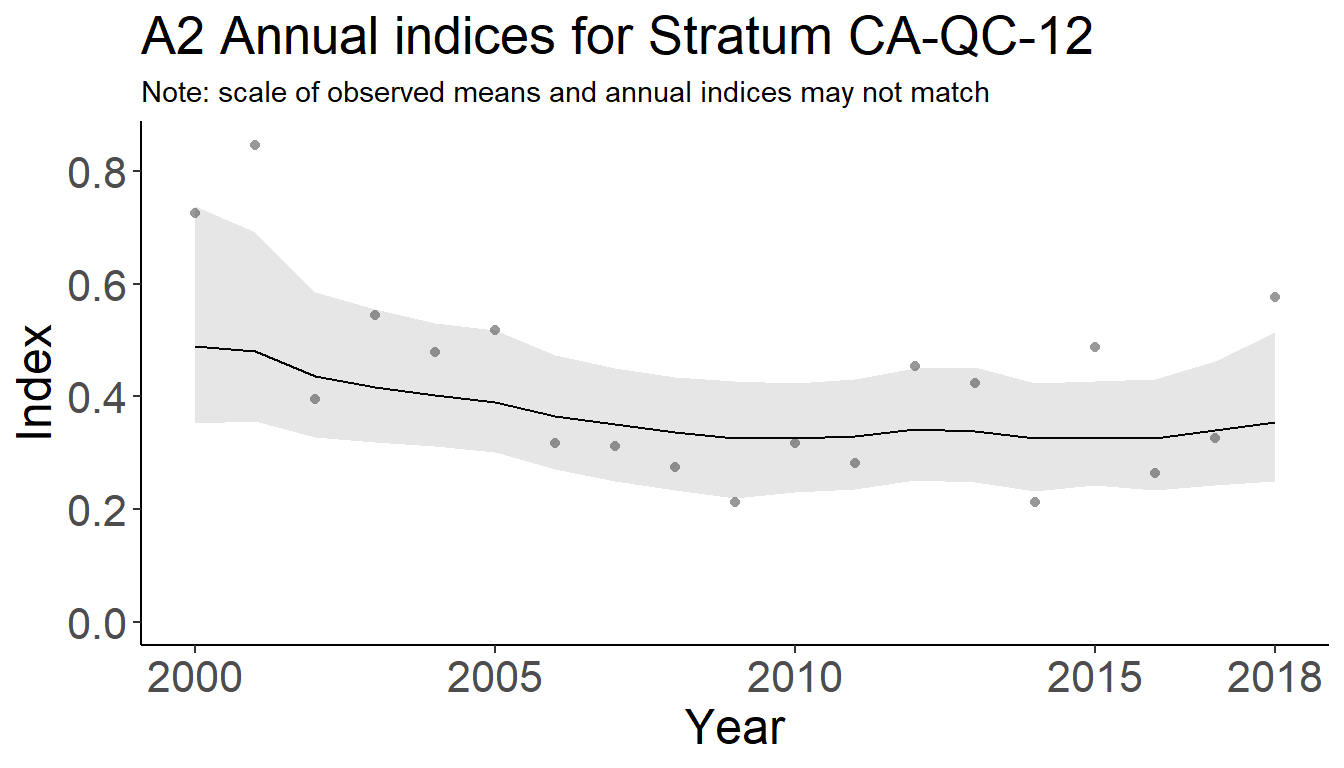 A2 Annual indices for Stratum CA-QC-12
Note: scale of observed means and annual indices may not match
Index
0.8
0.6
0.4
0.2
0.0
2000 2005 2010 2015 2018
Year